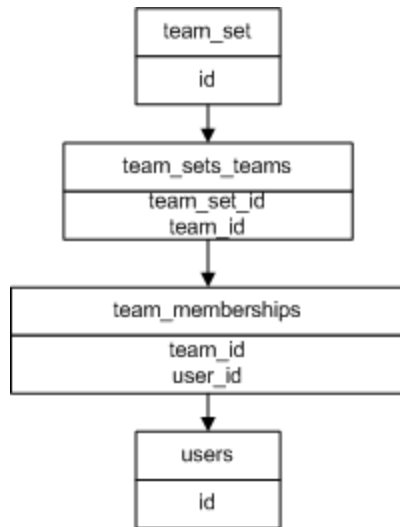 team_set
id
team_sets_teams
team_set_id
team_id
team_memberships
team_id
user_id
users
id